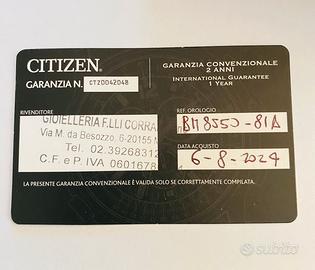 CITIZEN
GARANZIA CONVENZIONALE
2 ANNI
INTERNATIONAL GUARANTEE
1 YEAR
GARANZIA N. CT20042048
RIVENDITORE
GIOIELLERIA F.LLI CORRA
Via M. da Besozzo, 6-20155 M
Tel. 02.39268312
C.F. e P. IVA 0601678
REF. OROLOGIO
BM8550-81A
DATA ACQUISTO
6-8-2024
LA PRESENTE GARANZIA CONVENZIONALE È VALIDA SOLO SE CORRETTAMENTE COMPILATA.
subito